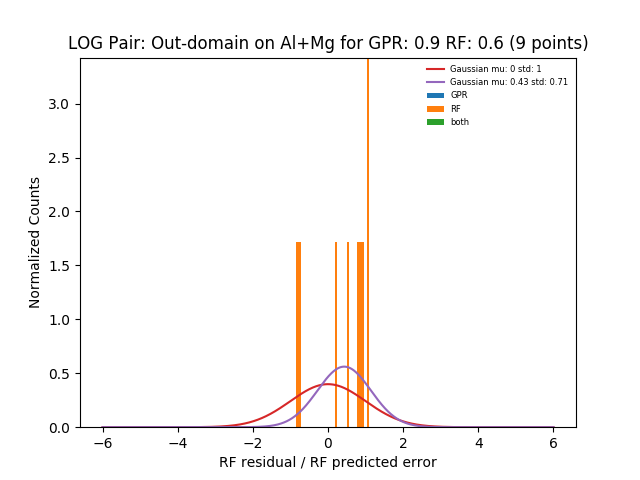 LOG Pair: Out-domain on Al+Mg for GPR: 0.9 RF: 0.6 (9 points)
Gaussian mu: 0 std: 1
Gaussian mu: 0.43 std: 0.71
GPR
RF
both
3.0
2.5
2.0
1.5
1.0
0.5
0.0
Normalized Counts
−6
−4
−2
0
2
4
6
RF residual / RF predicted error